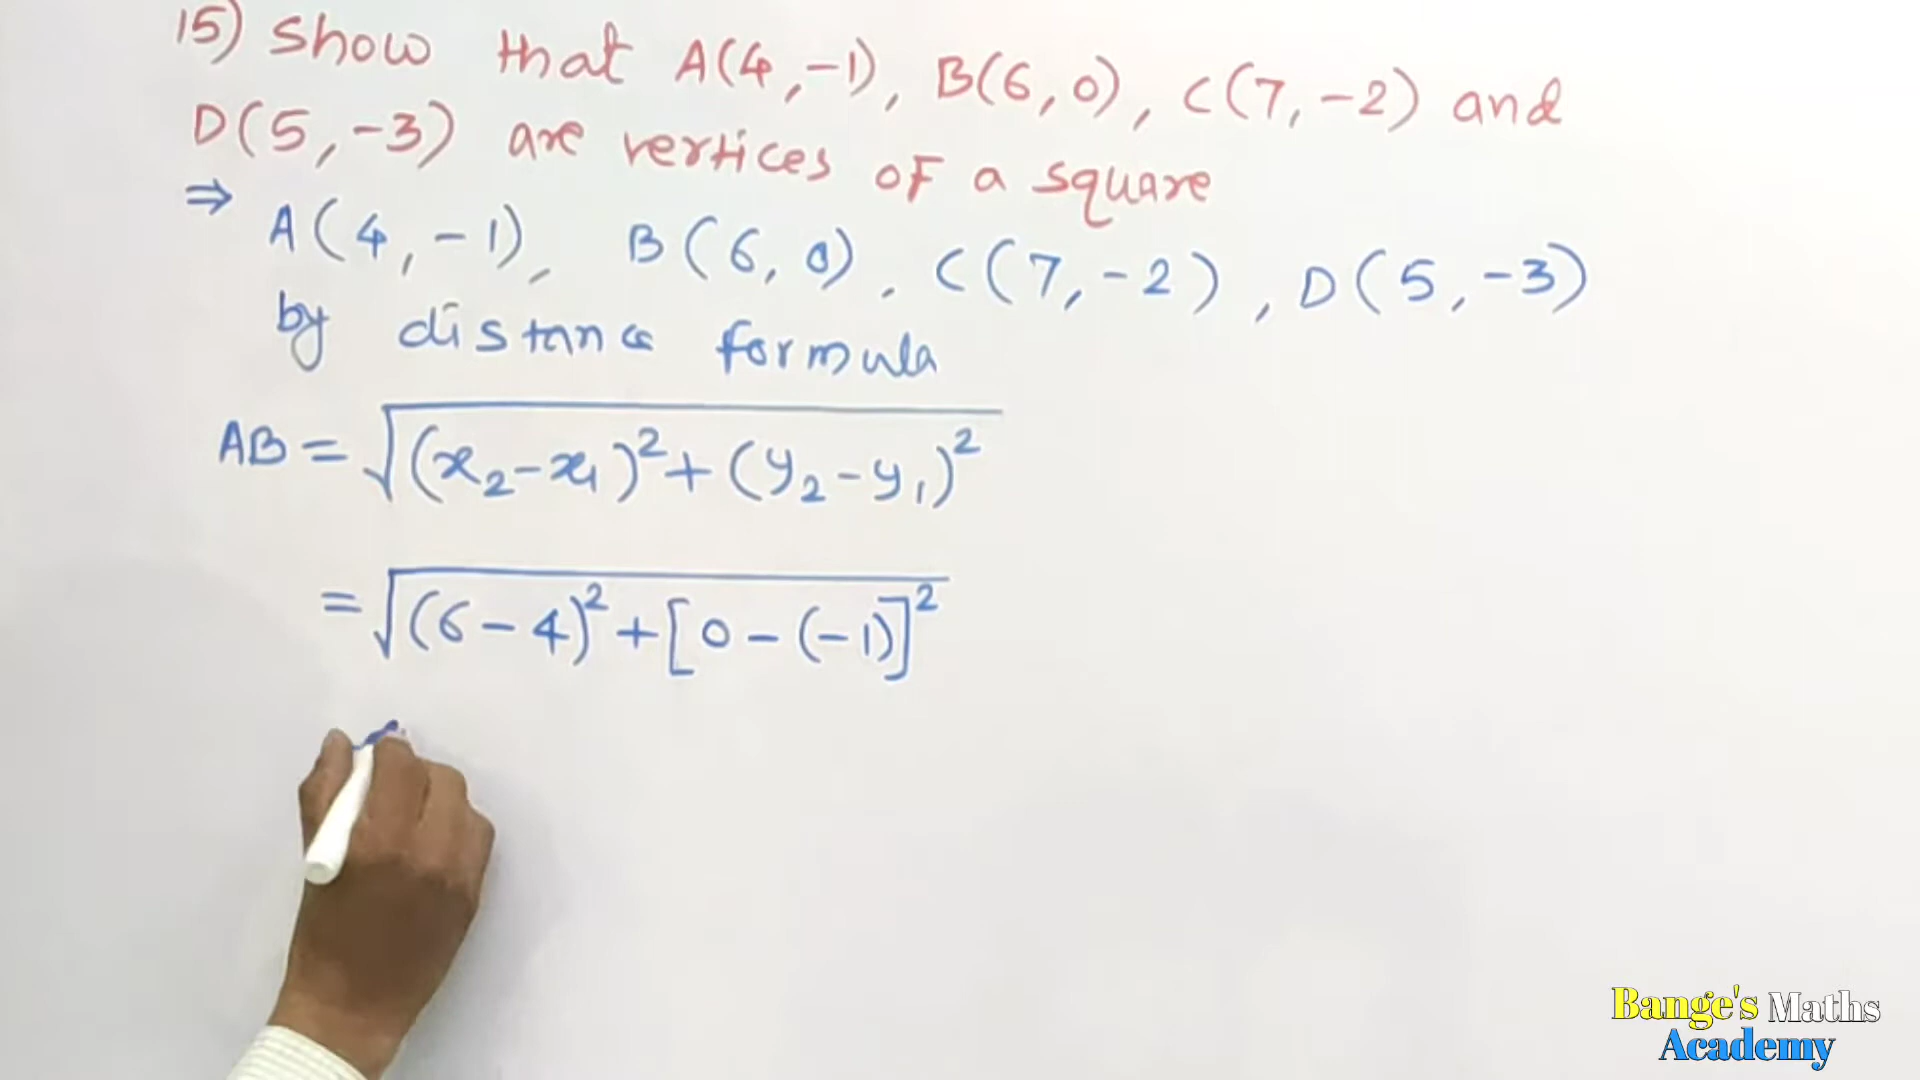 15) Show that A(4,-1), B(6,0), C(7,-2) and
D(5,-3) are vertices of a square
⇒ A(4,-1), B(6,0), C(7,-2), D(5,-3)
by distance formula
AB = √(x₂-x₁)²+(y₂-y₁)²
= √(6-4)²+[0-(-1)]²
Bange's Maths
Academy